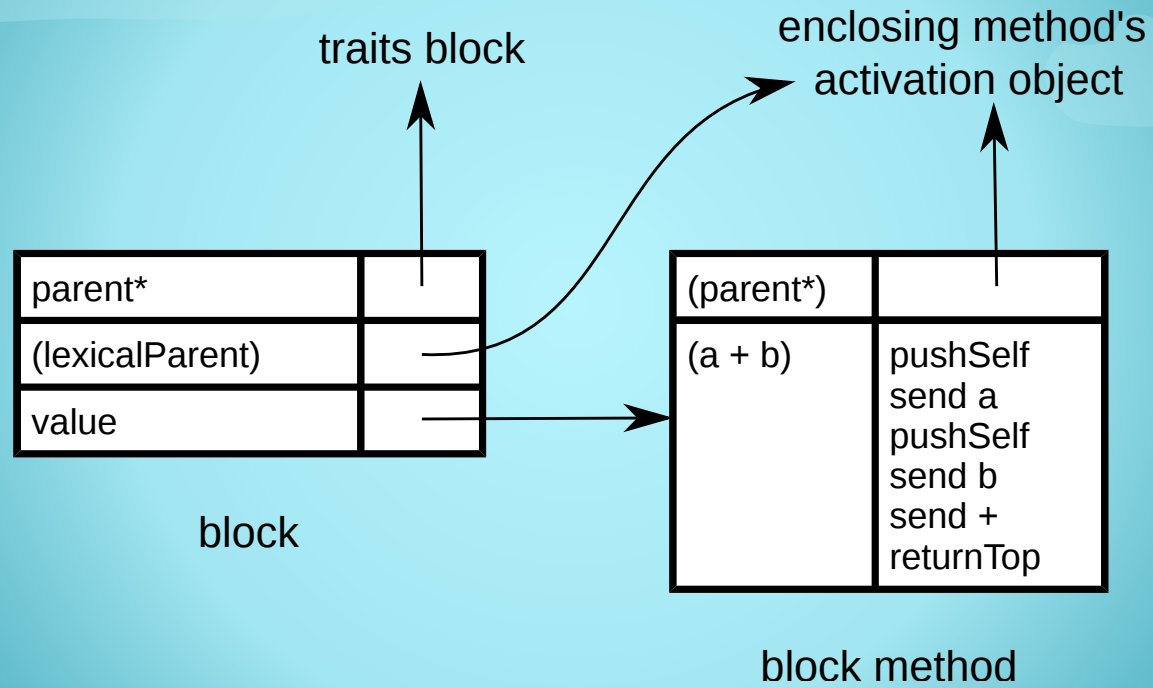 traits block
enclosing method's
activation object
parent*
(lexicalParent)
value
block
(parent*)
(a + b)
pushSelf
send a
pushSelf
send b
send +
returnTop
block method